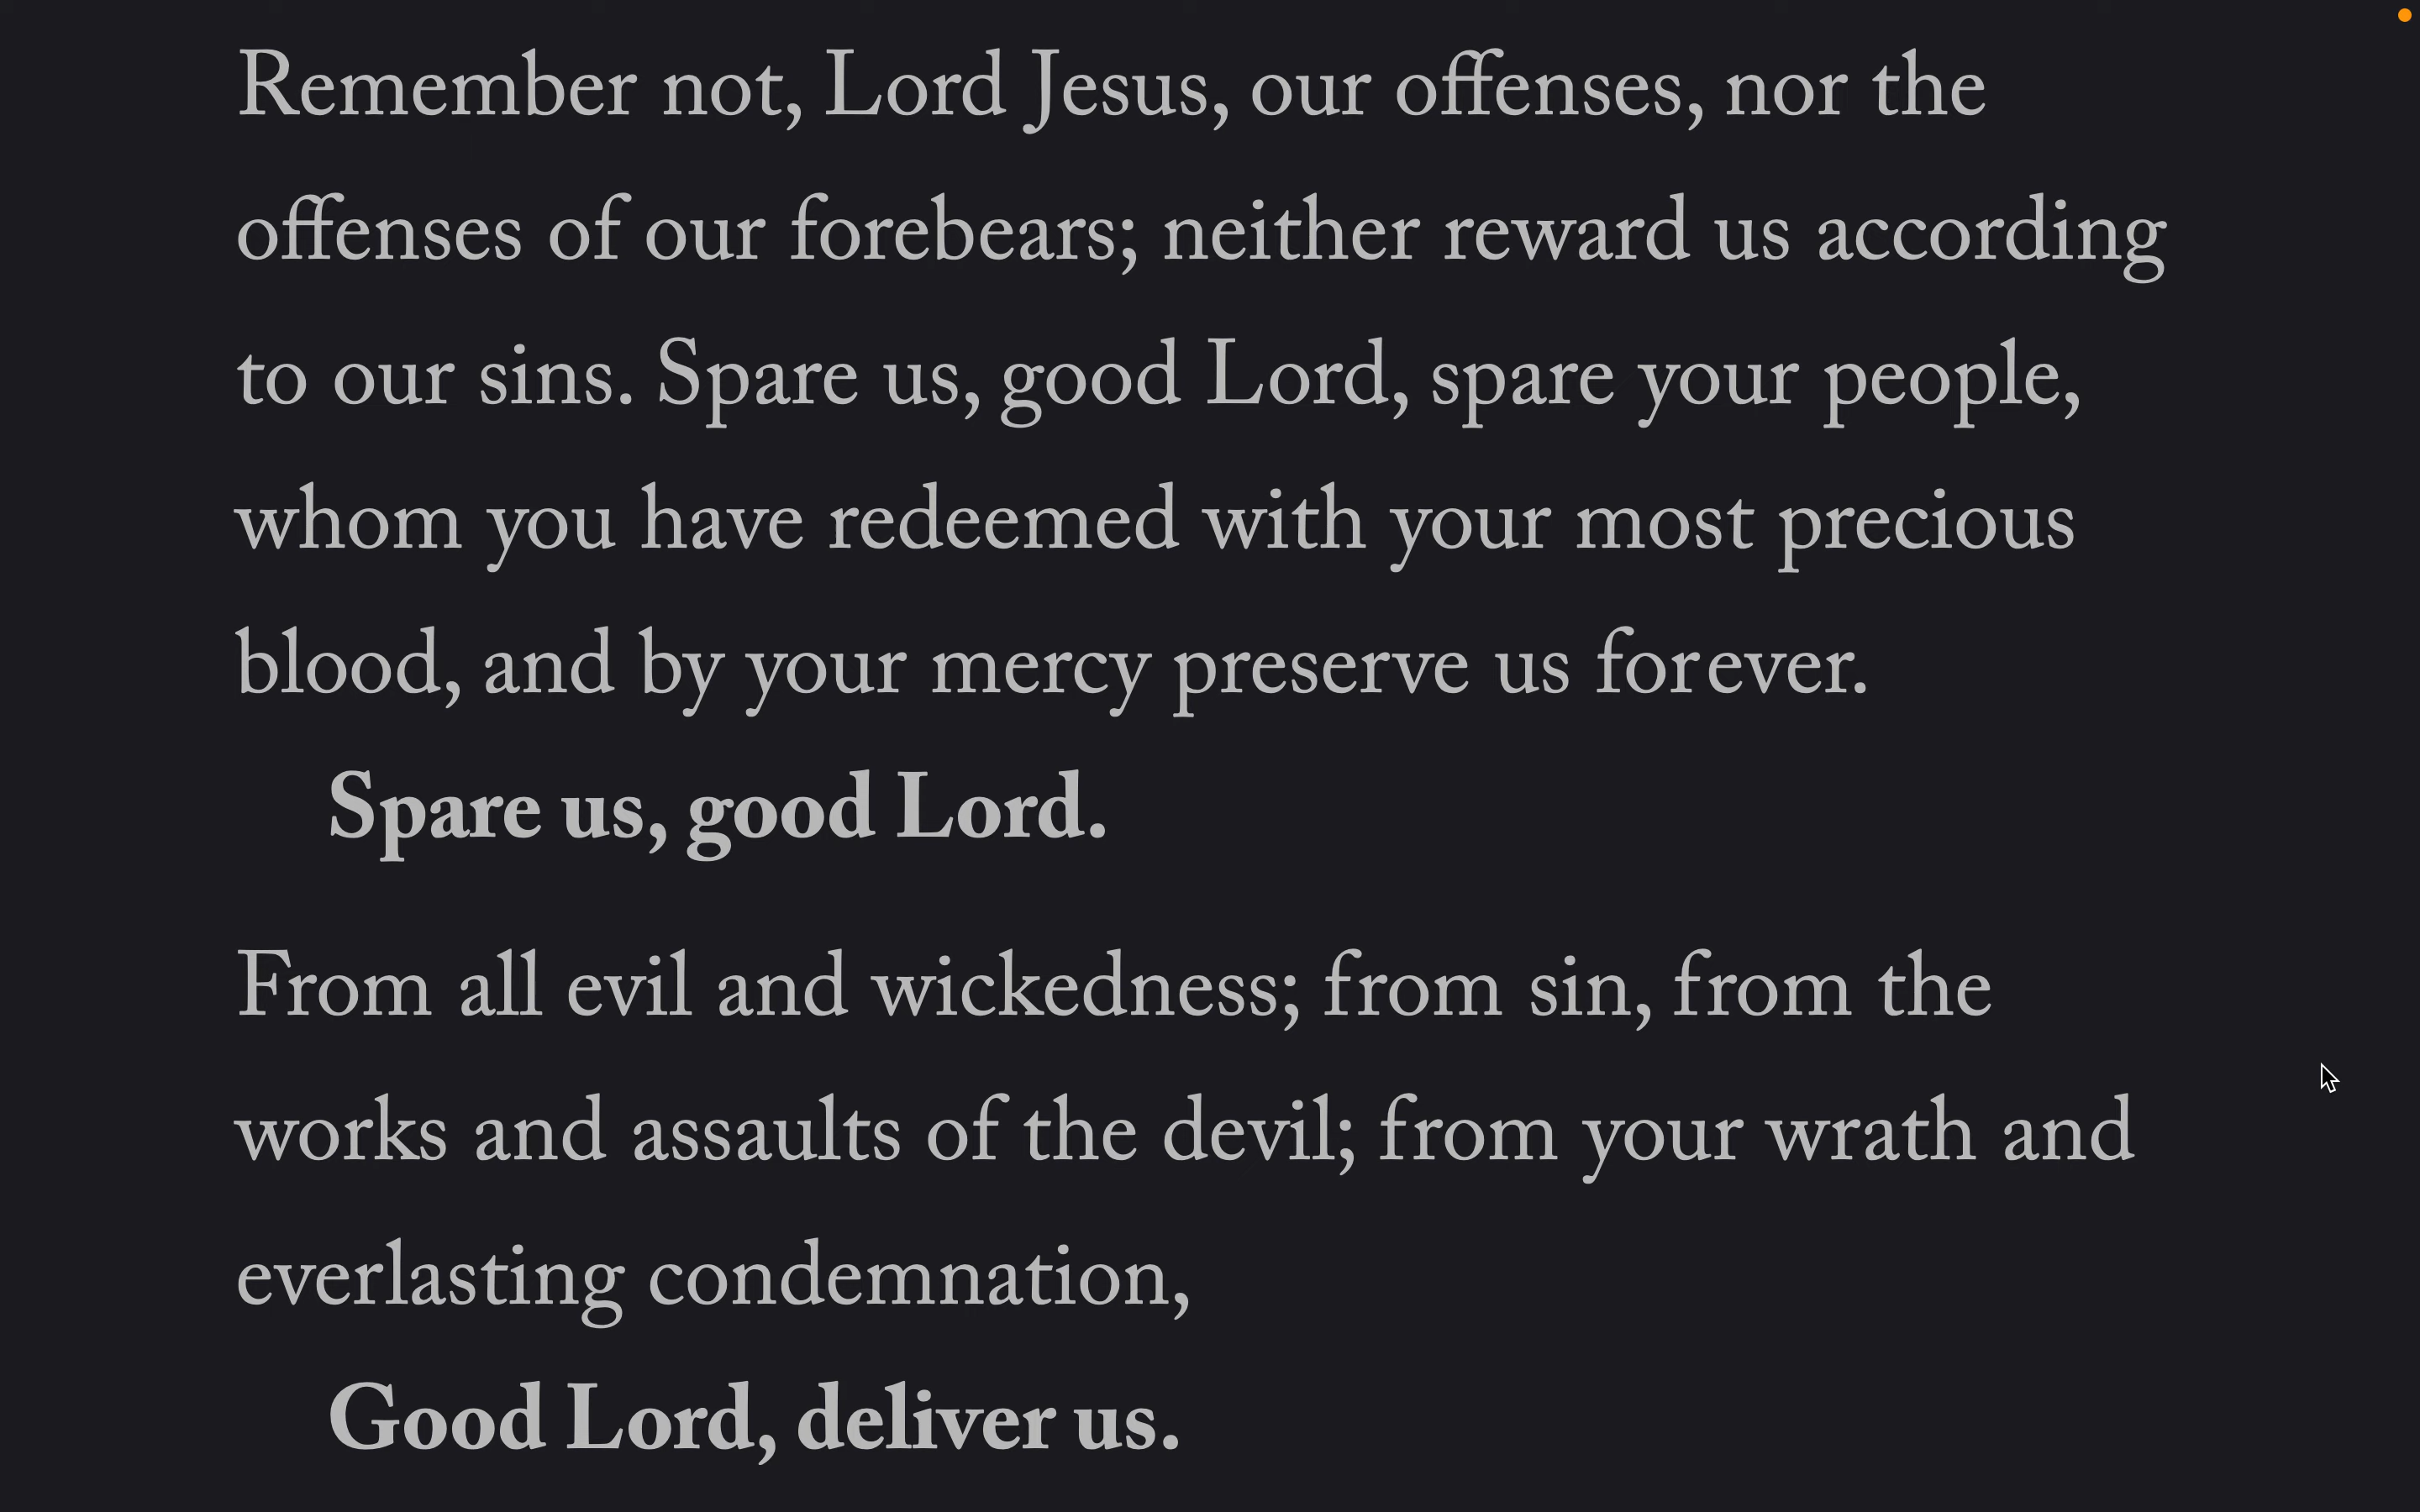 Remember not, Lord Jesus, our offenses, nor the
offenses of our forebears; neither reward us according
to our sins. Spare us, good Lord, spare your people,
whom you have redeemed with your most precious
blood, and by your mercy preserve us forever.
Spare us, good Lord.
From all evil and wickedness; from sin, from the
works and assaults of the devil; from your wrath and
everlasting condemnation,
Good Lord, deliver us.